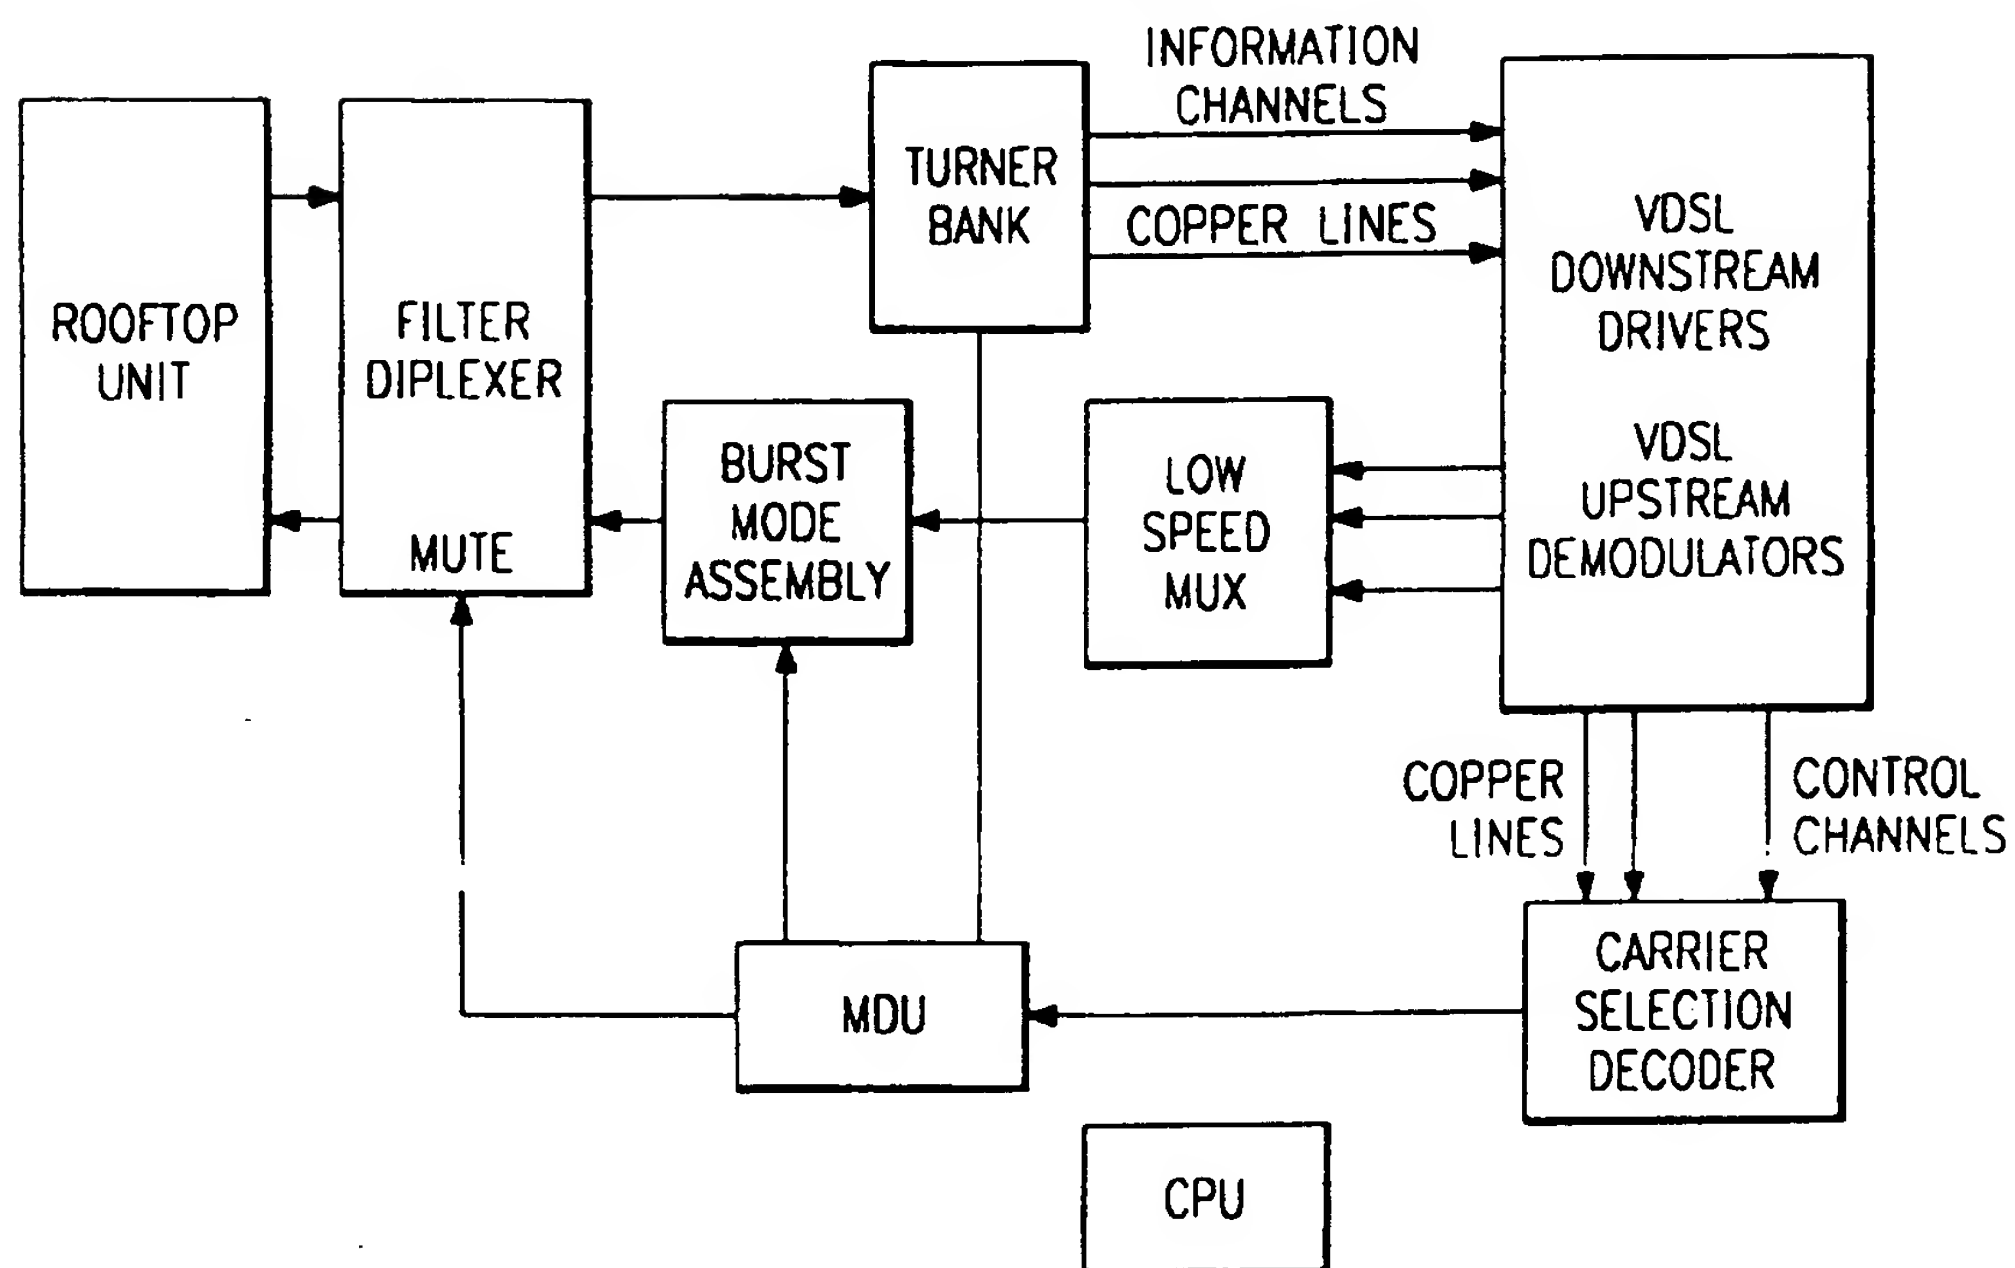 INFORMATION
CHANNELS
TURNER
BANK
COPPER LINES
VDSL
DOWNSTREAM
DRIVERS
VDSL
UPSTREAM
DEMODULATORS
ROOFTOP
UNIT
FILTER
DIPLEXER
MUTE
BURST
MODE
ASSEMBLY
LOW
SPEED
MUX
COPPER
LINES
CONTROL
CHANNELS
MDU
CARRIER
SELECTION
DECODER
CPU